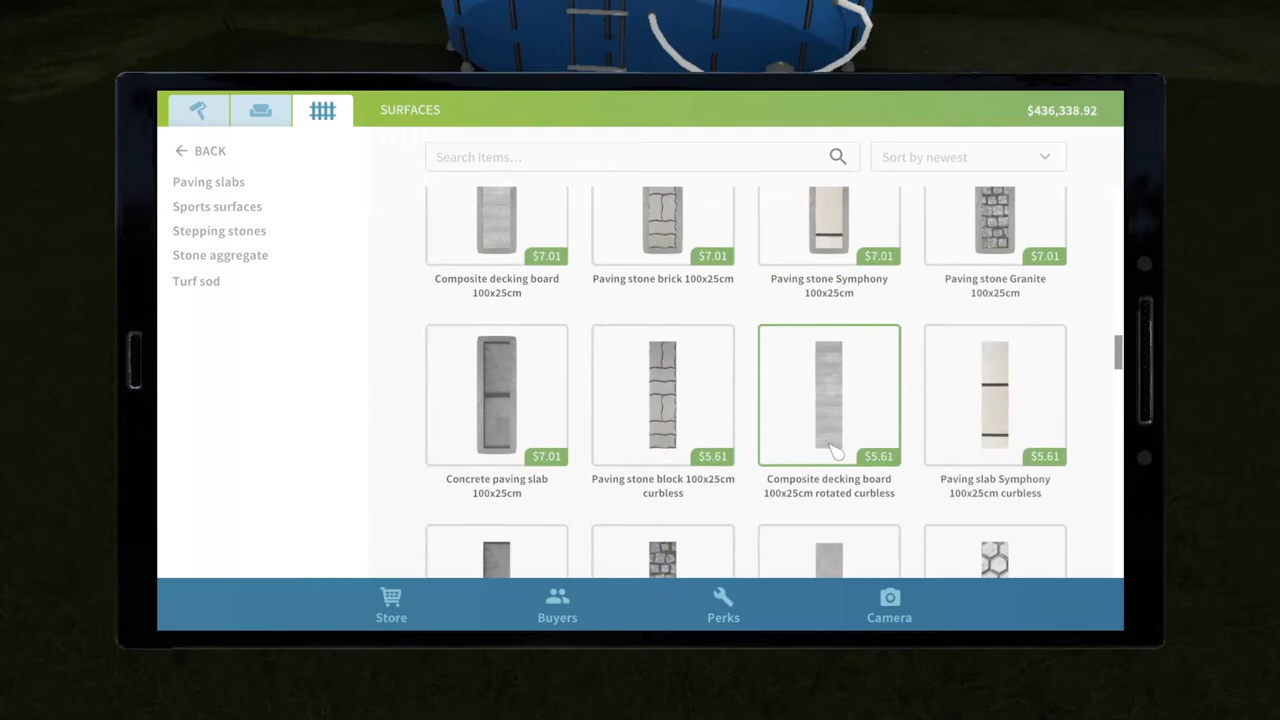 SURFACES
$436,338.92
BACK
Paving slabs
Sports surfaces
Stepping stones
Stone aggregate
Turf sod
Search items...
Sort by newest
$7.01
$7.01
$7.01
$7.01
Composite decking board
100x25cm
Paving stone brick 100x25cm
Paving stone Symphony
100x25cm
Paving stone Granite
100x25cm
$7.01
$5.61
$5.61
$5.61
Concrete paving slab
100x25cm
Paving stone block 100x25cm
curbless
Composite decking board
100x25cm rotated curbless
Paving slab Symphony
100x25cm curbless
Store
Buyers
Perks
Camera